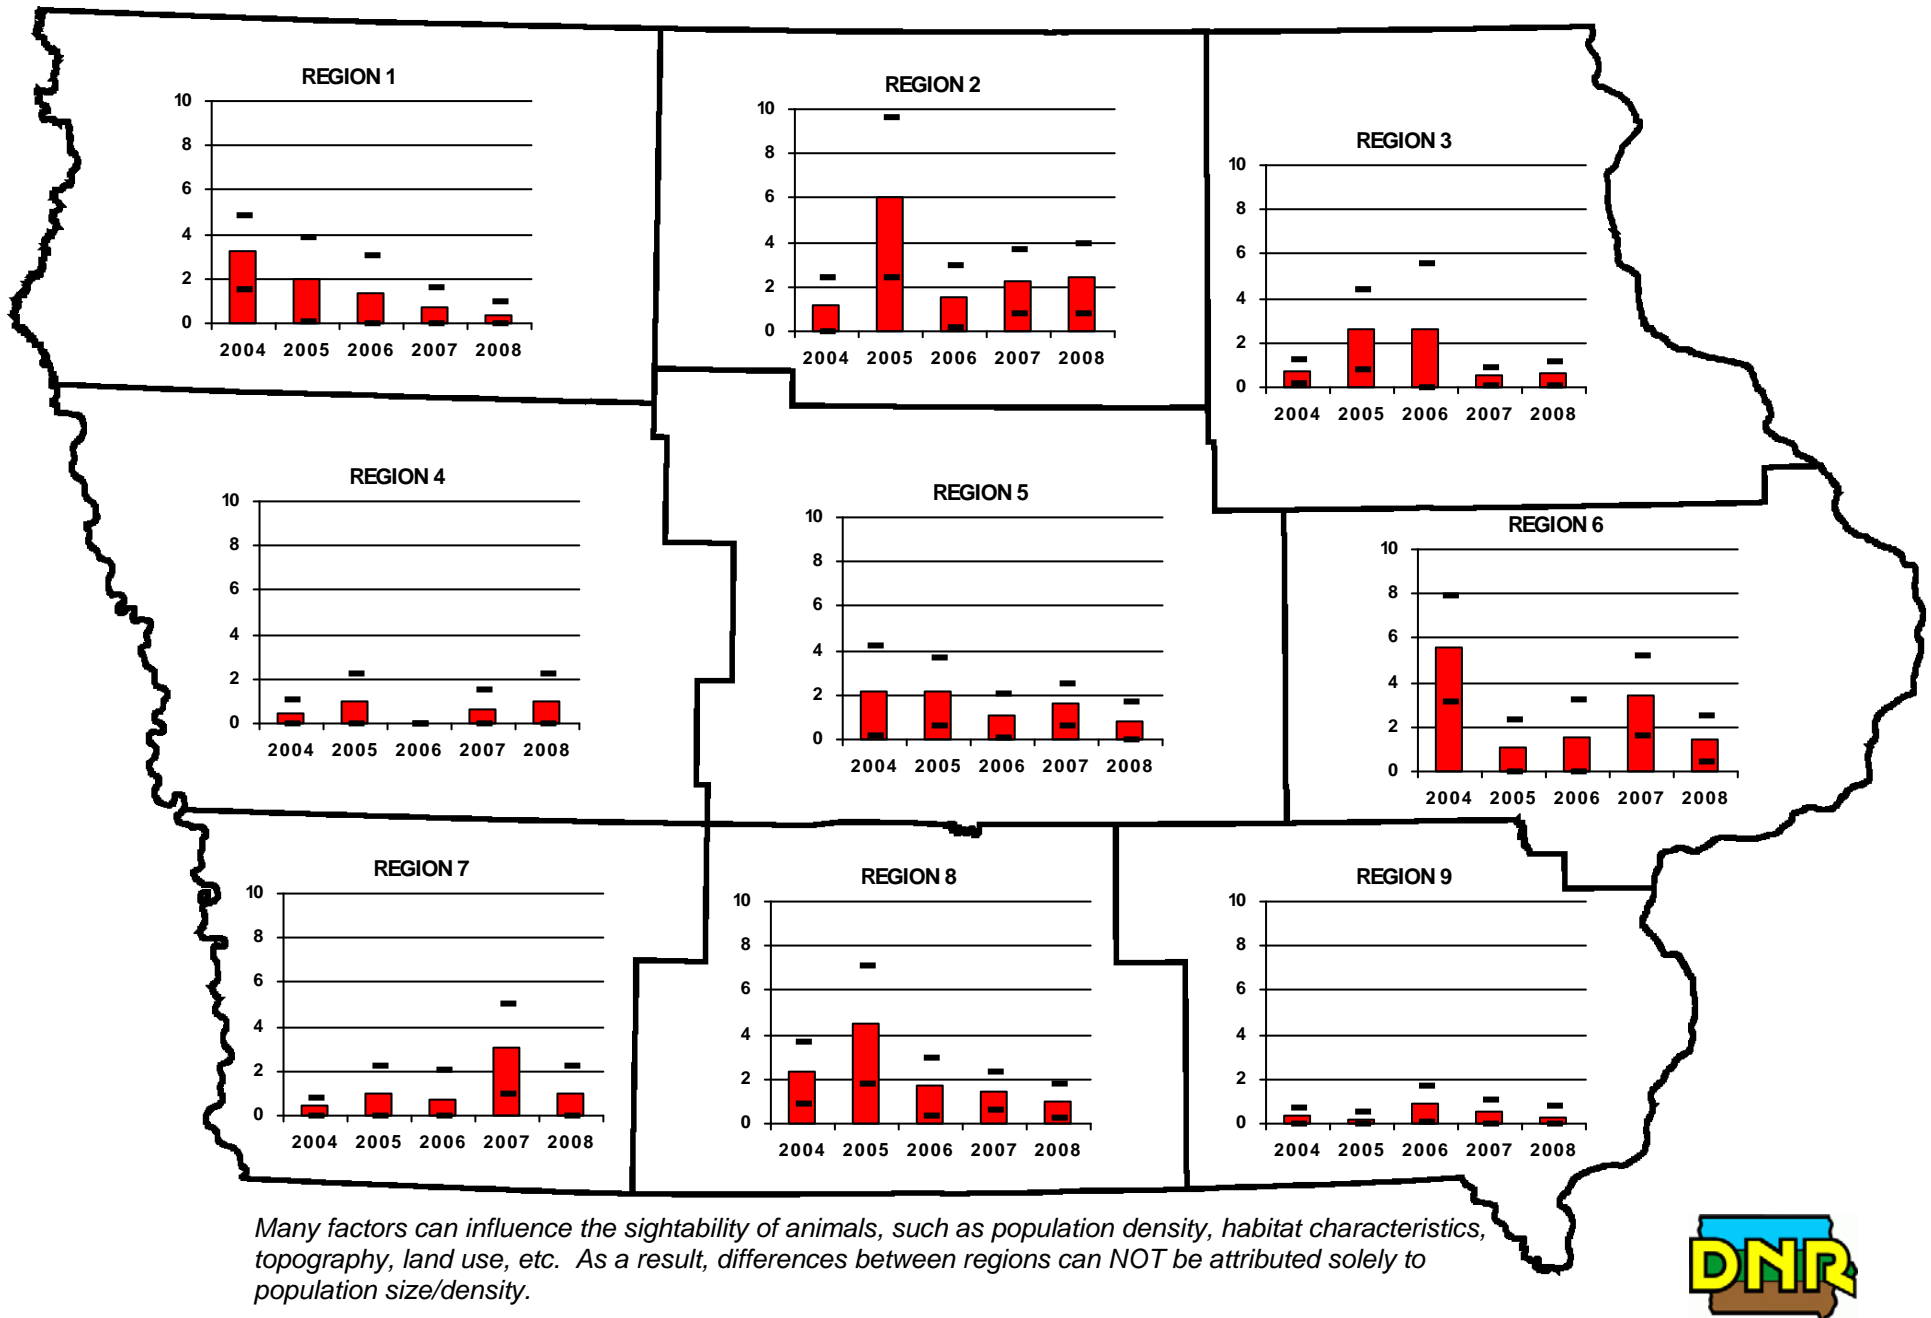 REGION 1
10
8
6
4
2
0
2004 2005 2006 2007 2008
REGION 2
10
8
6
4
2
0
2004 2005 2006 2007 2008
REGION 3
10
8
6
4
2
0
2004 2005 2006 2007 2008
REGION 4
10
8
6
4
2
0
2004 2005 2006 2007 2008
REGION 5
10
8
6
4
2
0
2004 2005 2006 2007 2008
REGION 6
10
8
6
4
2
0
2004 2005 2006 2007 2008
REGION 7
10
8
6
4
2
0
2004 2005 2006 2007 2008
REGION 8
10
8
6
4
2
0
2004 2005 2006 2007 2008
REGION 9
10
8
6
4
2
0
2004 2005 2006 2007 2008
Many factors can influence the sightability of animals, such as population density, habitat characteristics,
topography, land use, etc.  As a result, differences between regions can NOT be attributed solely to
population size/density.
DNR